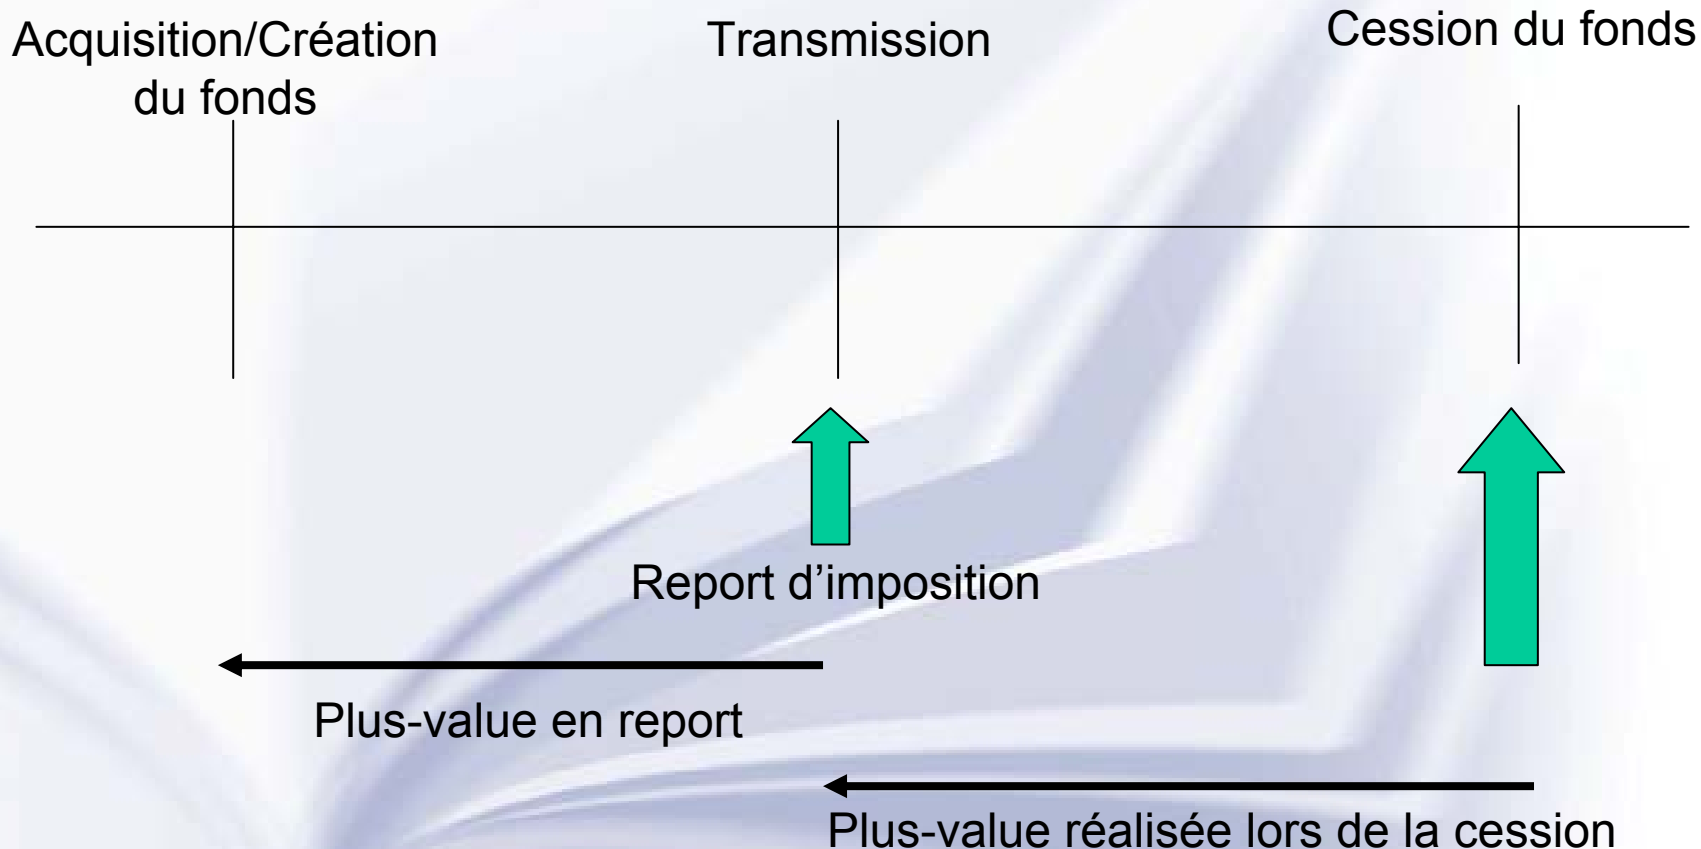 Acquisition/Création
du fonds
Transmission
Cession du fonds
Report d’imposition
Plus-value en report
Plus-value réalisée lors de la cession